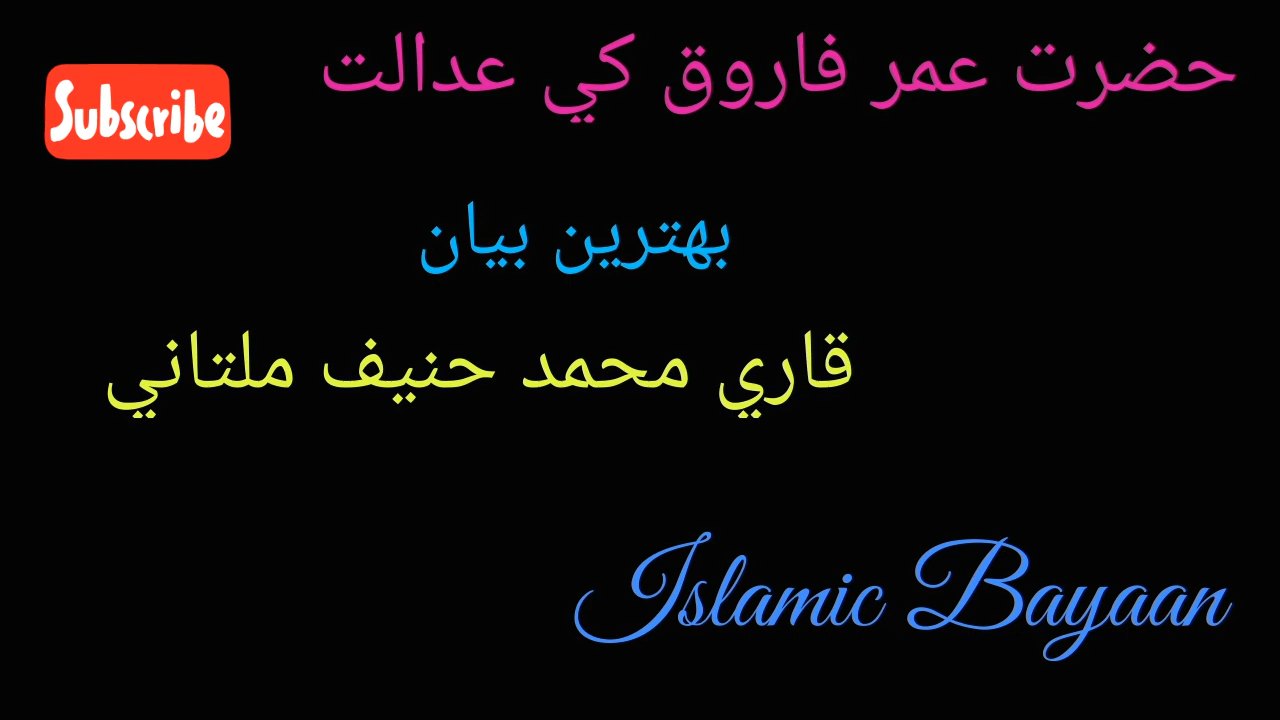 حضرت عمر فاروق كي عدالت
Subscribe
بهترين بيان
قاري محمد حنيف ملتاني
Islamic Bayaan